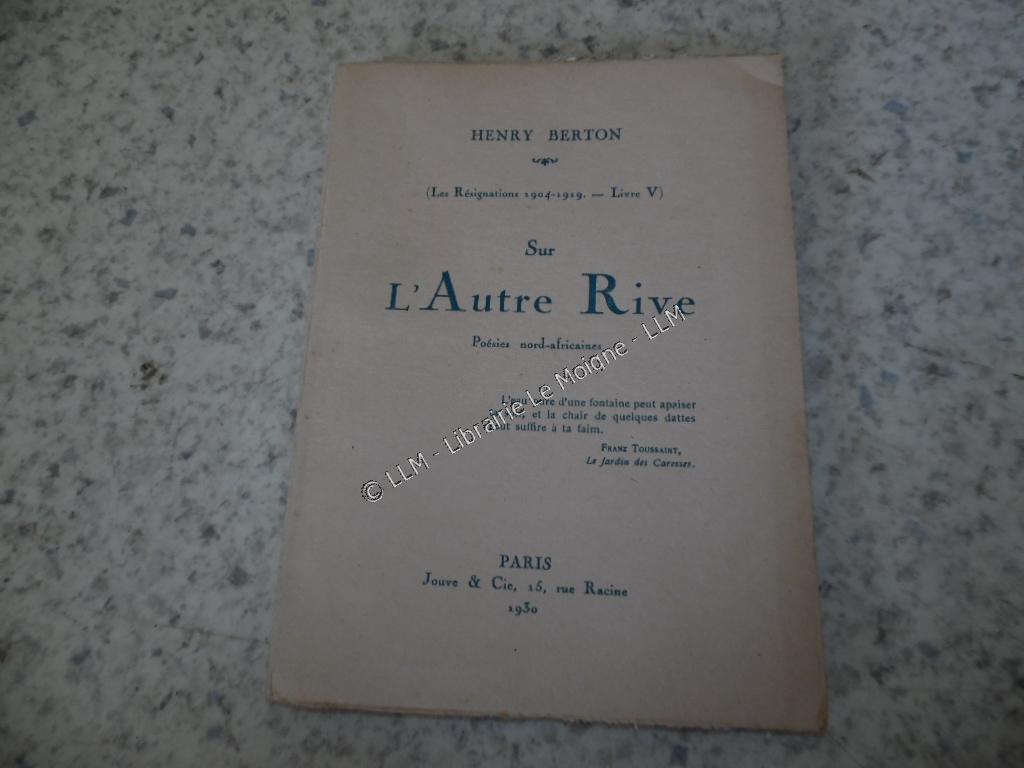 HENRY BERTON
(Les Résignations 1904-1919. — Livre V)
Sur
L'Autre Rive
Poésies nord-africaines
d'une fontaine peut apaiser
et la chair de quelques dattes
suffire à ta faim.
Franz Toussaint,
Le Jardin des Caresses.
© LLM - Librairie Le Moigne - LLM
PARIS
Jouve & Cie, 15, rue Racine
1930